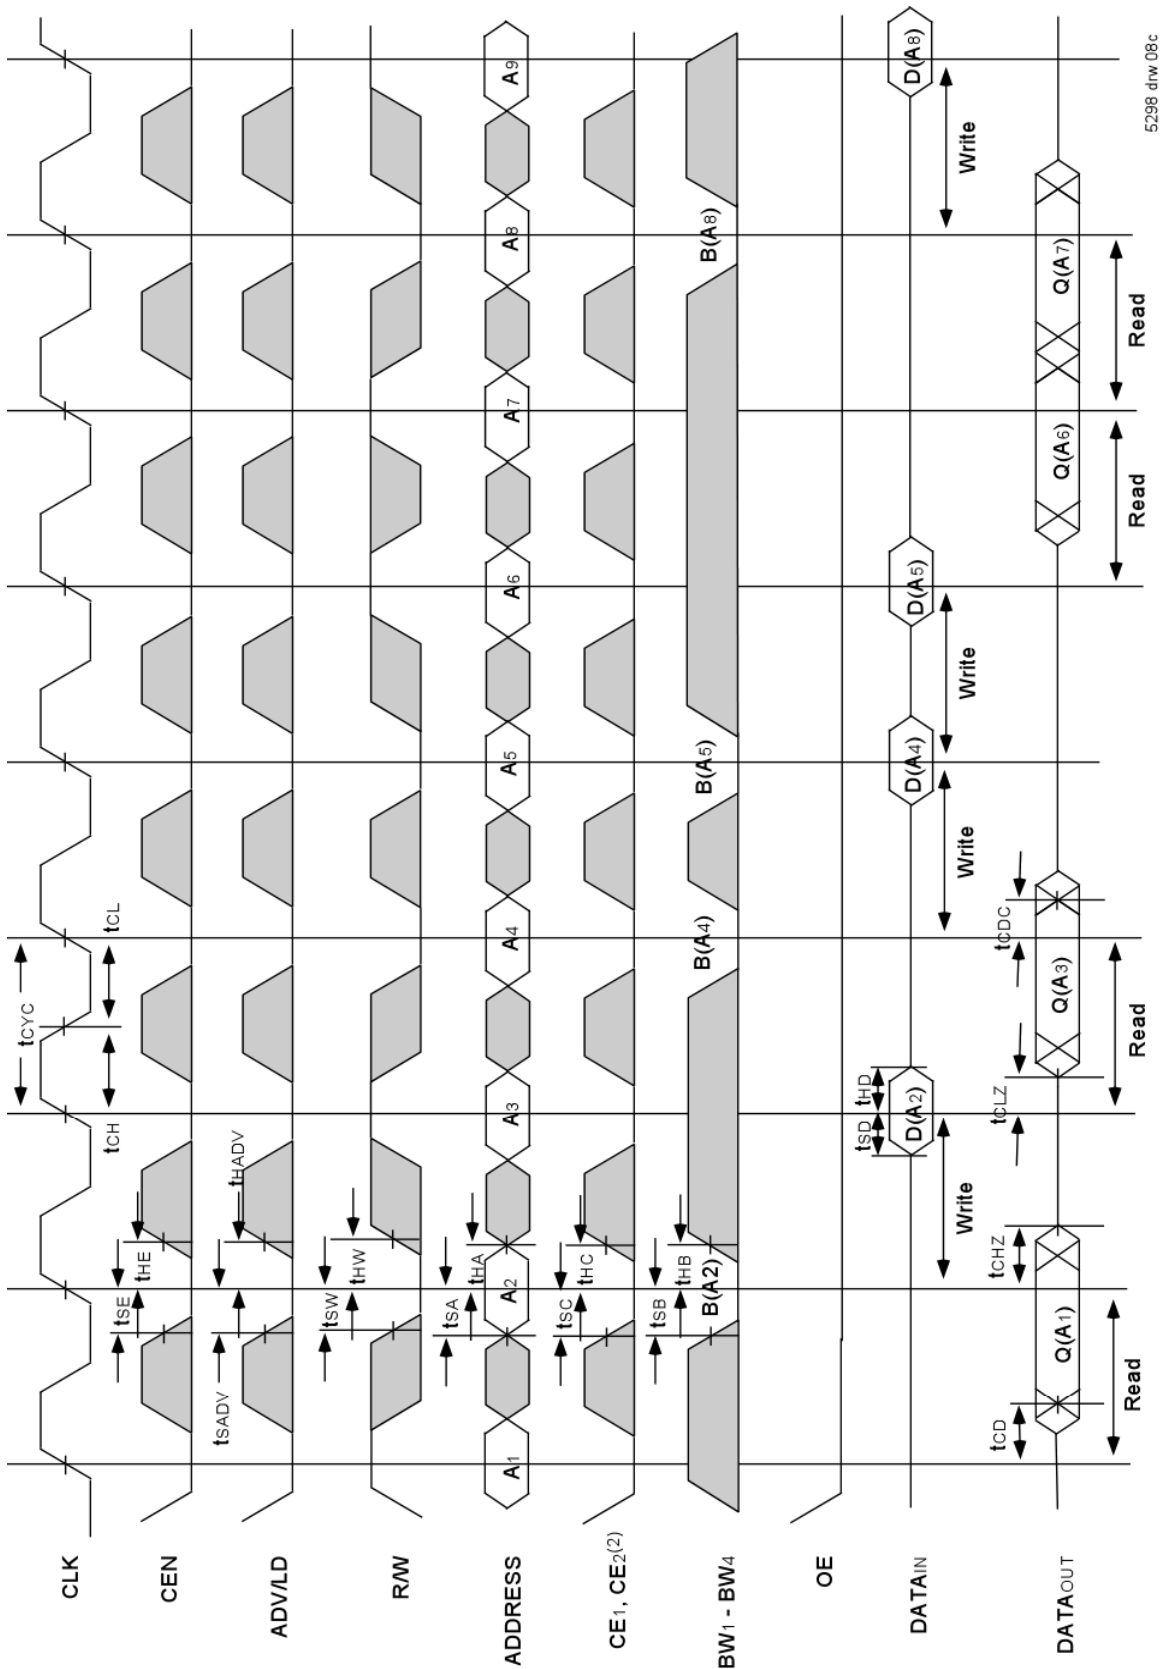 CLK
tCYC
tCH
tCL
CEN
tSE
tHE
ADV/LD
tSADV
tHADV
R/W
tSW
tHW
ADDRESS
A1
tSA
tHA
A2
A3
A4
A5
A6
A7
A8
A9
CE1, CE2(2)
tSC
tHC
BW1 - BW4
tSB
tHB
B(A2)
B(A4)
B(A5)
B(A8)
OE
DATAIN
tSD
tHD
D(A2)
D(A4)
D(A5)
D(A8)
Write
Write
Write
Write
DATAOUT
tCD
tCHZ
tCLZ
tCDC
Q(A1)
Q(A3)
Q(A6)
Q(A7)
Read
Read
Read
Read
5298 drw 08c